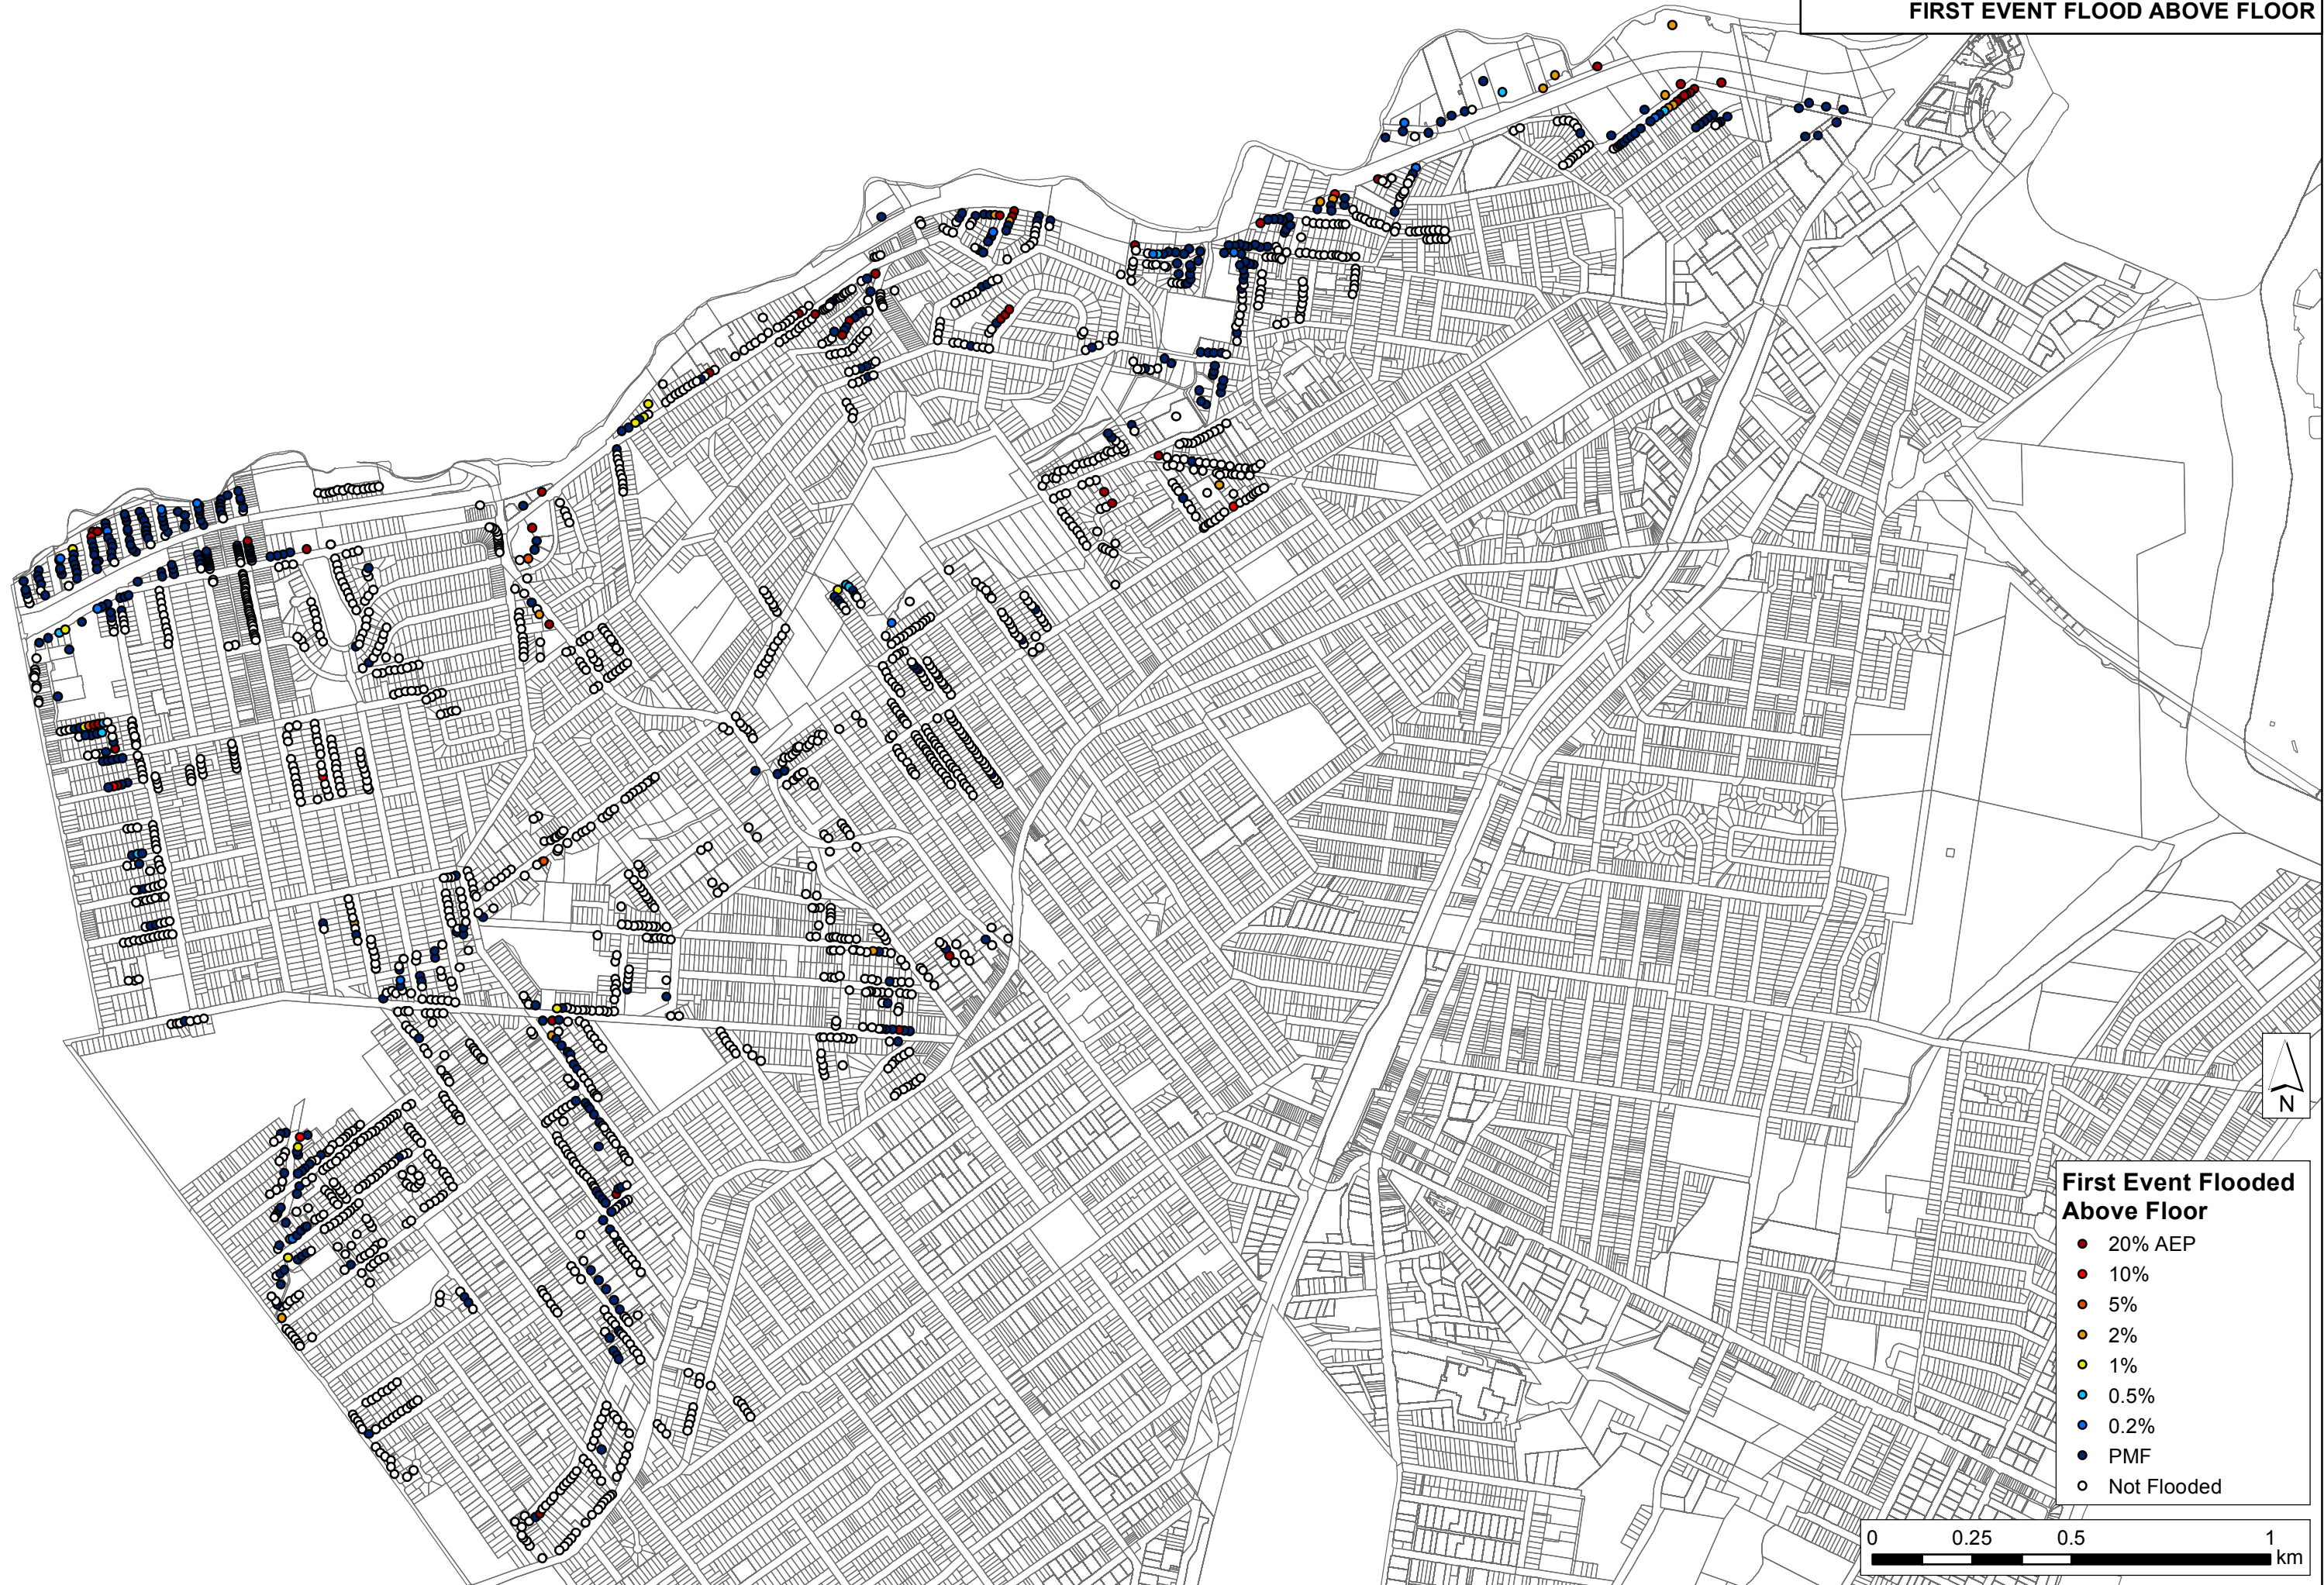 FIRST EVENT FLOOD ABOVE FLOOR
N
First Event Flooded
Above Floor
20% AEP
10%
5%
2%
1%
0.5%
0.2%
PMF
Not Flooded
0 0.25 0.5 1
km